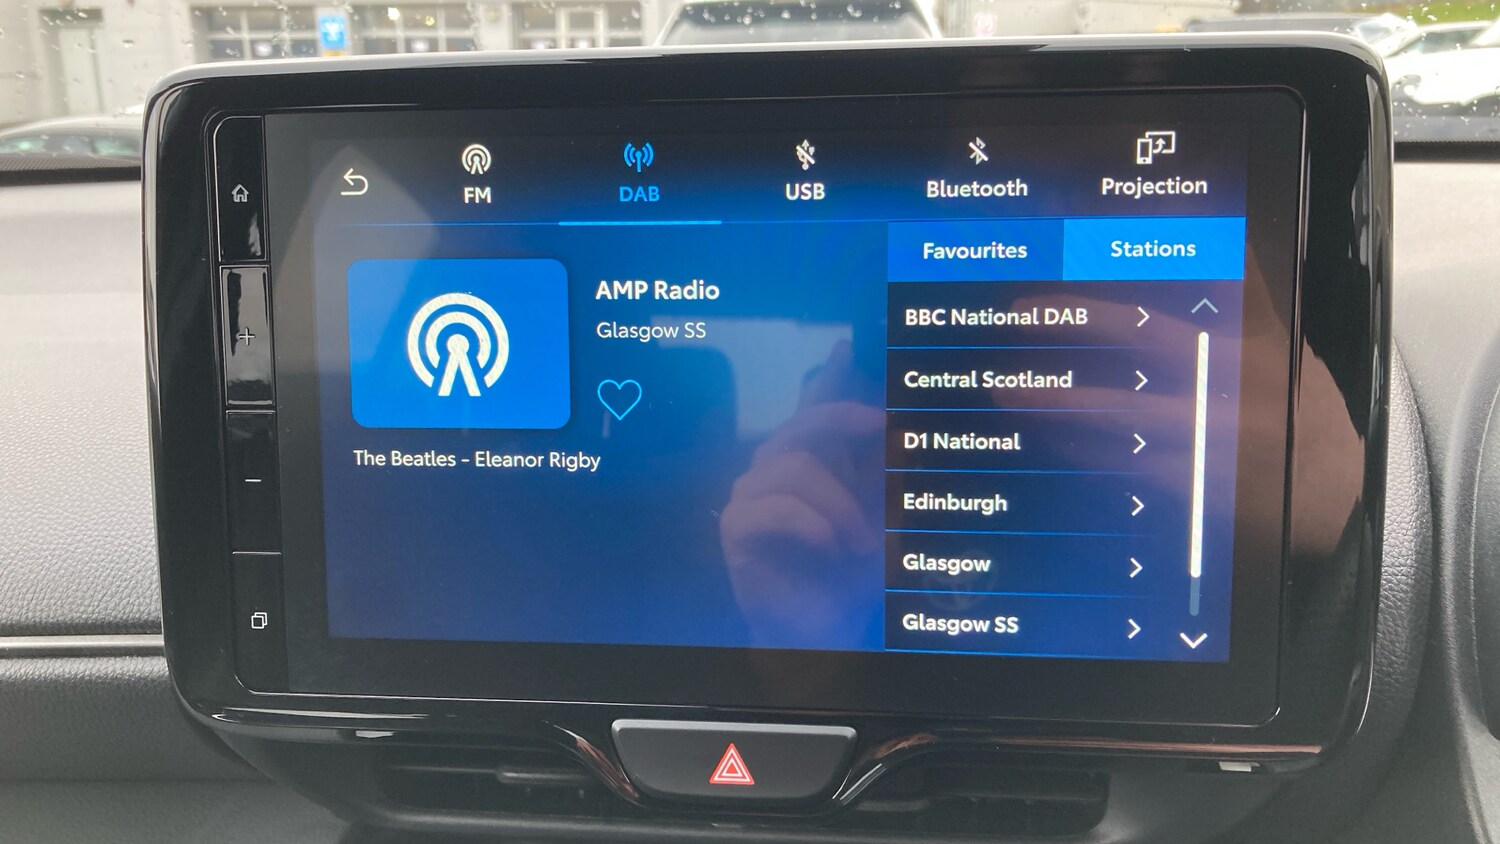 FM
DAB
USB
Bluetooth
Projection
Favourites
Stations
AMP Radio
Glasgow SS
The Beatles - Eleanor Rigby
BBC National DAB
Central Scotland
D1 National
Edinburgh
Glasgow
Glasgow SS